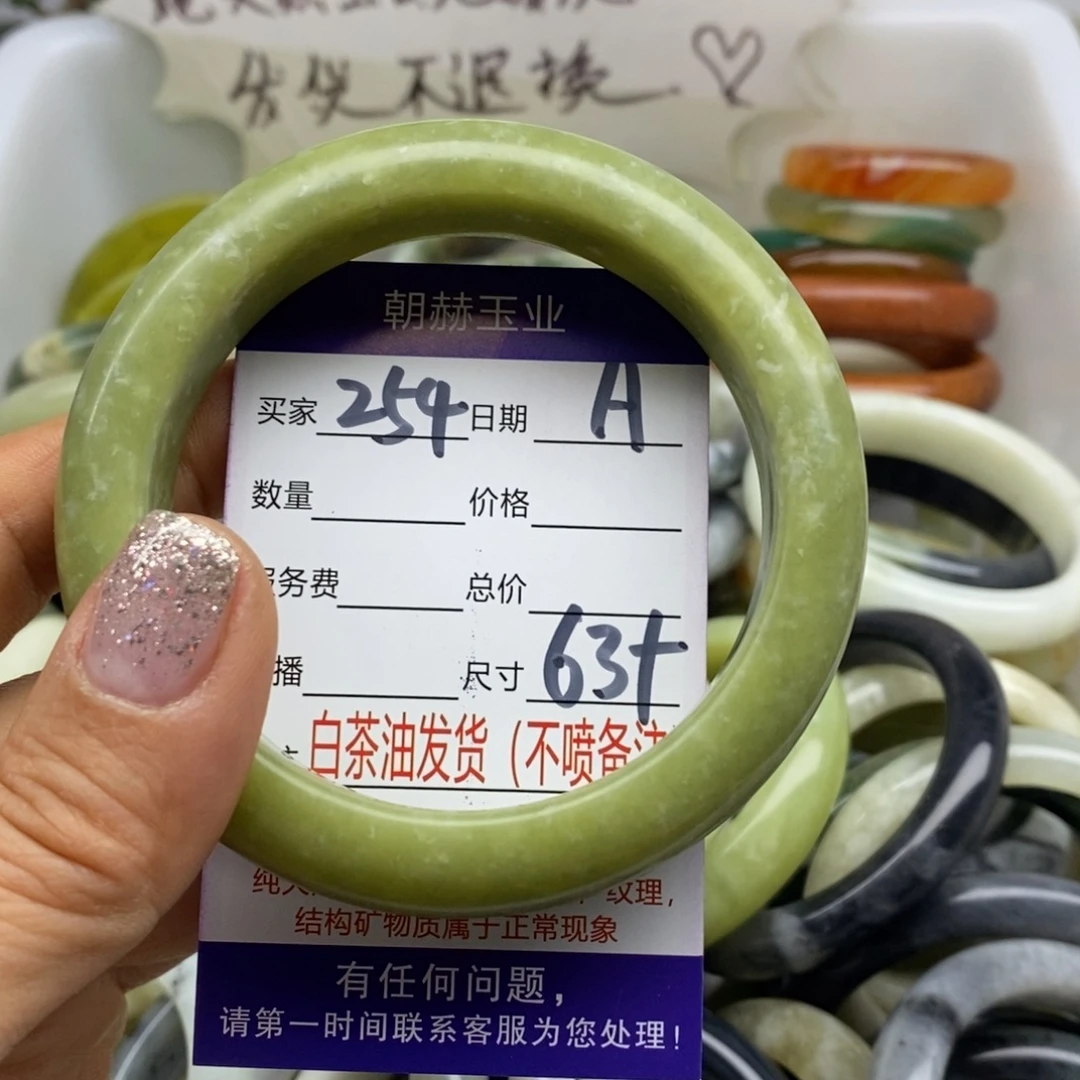 不退换
朝赫玉业
买家 254 日期 A
数量 价格
服务费 总价
播 尺寸 63+
白茶油发货（不喷备注
纹理，
结构矿物质属于正常现象
有任何问题，
请第一时间联系客服为您处理！